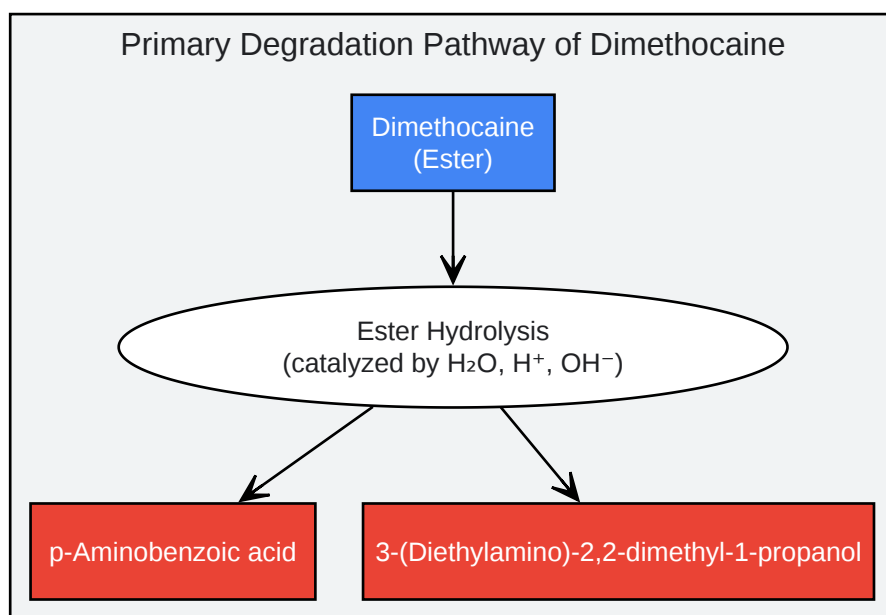 Primary Degradation Pathway of Dimethocaine
Dimethocaine
(Ester)
Ester Hydrolysis
(catalyzed by H₂O, H⁺, OH⁻)
p-Aminobenzoic acid
3-(Diethylamino)-2,2-dimethyl-1-propanol